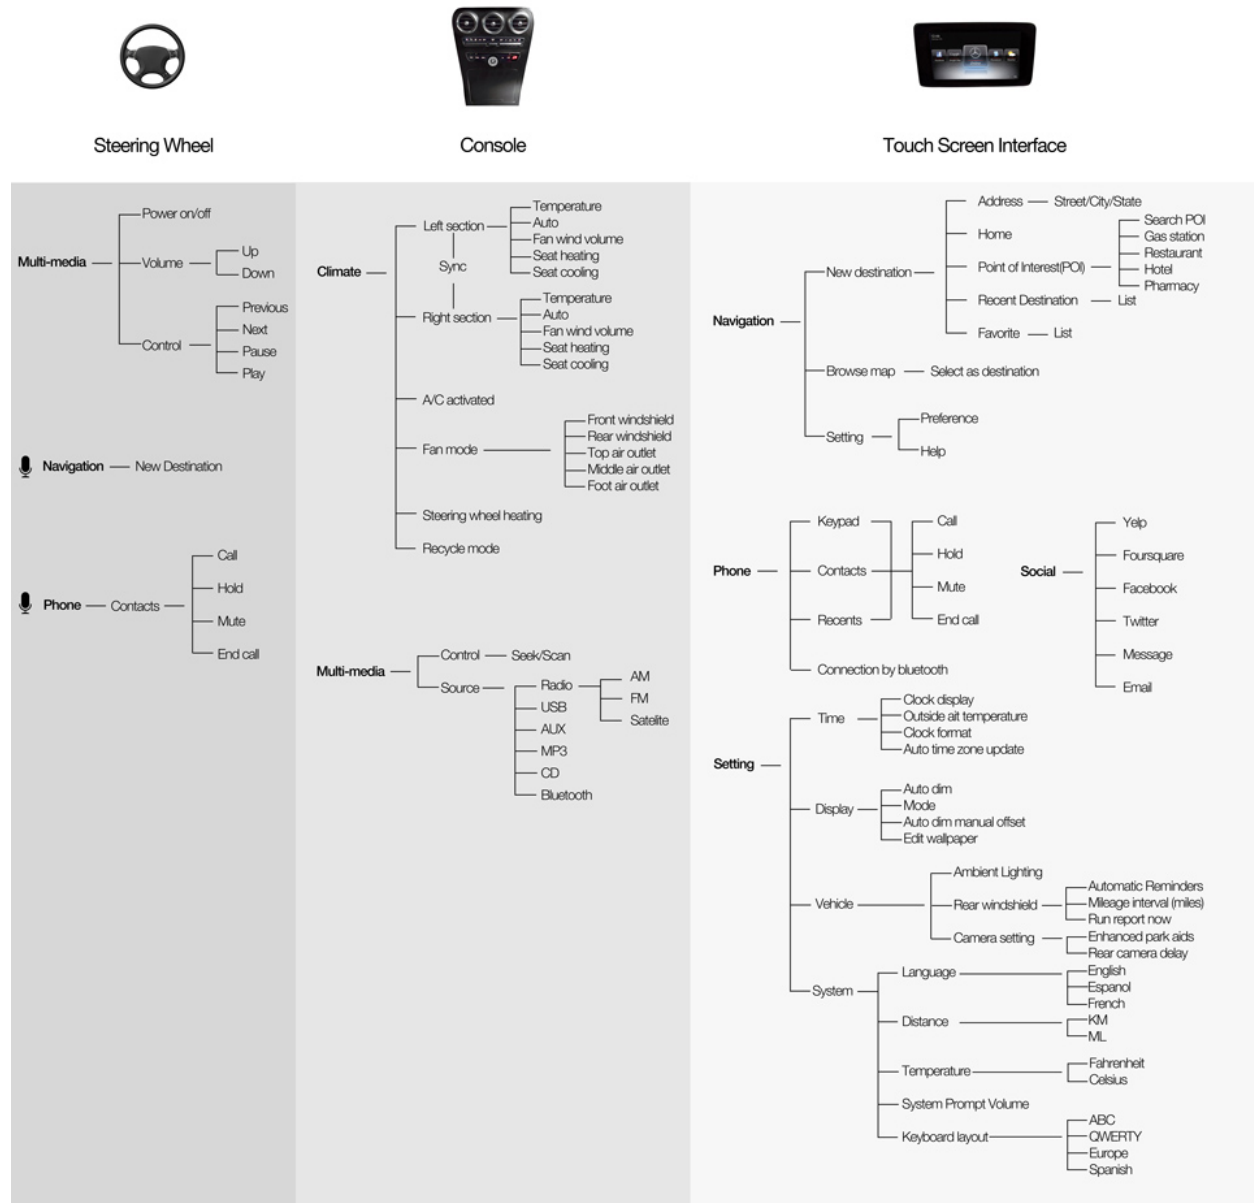 Steering Wheel
Console
Touch Screen Interface
Multi-media
Power on/off
Volume
Up
Down
Control
Previous
Next
Pause
Play
Navigation
New Destination
Phone
Contacts
Call
Hold
Mute
End call
Climate
Left section
Temperature
Auto
Fan wind volume
Seat heating
Seat cooling
Sync
Right section
Temperature
Auto
Fan wind volume
Seat heating
Seat cooling
A/C activated
Fan mode
Front windshield
Rear windshield
Top air outlet
Middle air outlet
Foot air outlet
Steering wheel heating
Recycle mode
Multi-media
Control
Seek/Scan
Source
Radio
AM
FM
Satelite
USB
AUX
MP3
CD
Bluetooth
Navigation
New destination
Address
Street/City/State
Home
Point of Interest(POI)
Search POI
Gas station
Restaurant
Hotel
Pharmacy
Recent Destination
List
Favorite
List
Browse map
Select as destination
Setting
Preference
Help
Phone
Keypad
Contacts
Recents
Call
Hold
Mute
End call
Connection by bluetooth
Social
Yelp
Foursquare
Facebook
Twitter
Message
Email
Setting
Time
Clock display
Outside ait temperature
Clock format
Auto time zone update
Display
Auto dim
Mode
Auto dim manual offset
Edit wallpaper
Vehicle
Ambient Lighting
Rear windshield
Automatic Reminders
Mileage interval (miles)
Run report now
Camera setting
Enhanced park aids
Rear camera delay
System
Language
English
Espanol
French
Distance
KM
ML
Temperature
Fahrenheit
Celsius
System Prompt Volume
Keyboard layout
ABC
QWERTY
Europe
Spanish